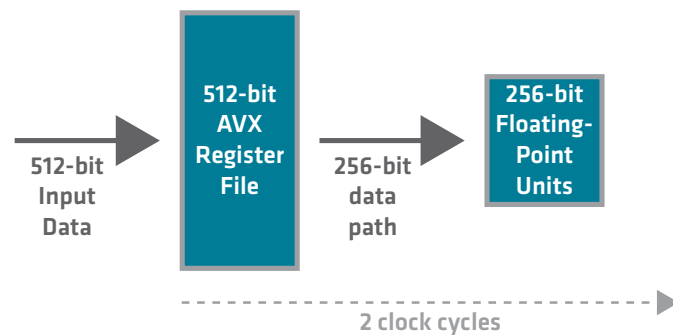 512-bit
Input
Data
512-bit
AVX
Register
File
256-bit
data
path
256-bit
Floating-
Point
Units
2 clock cycles